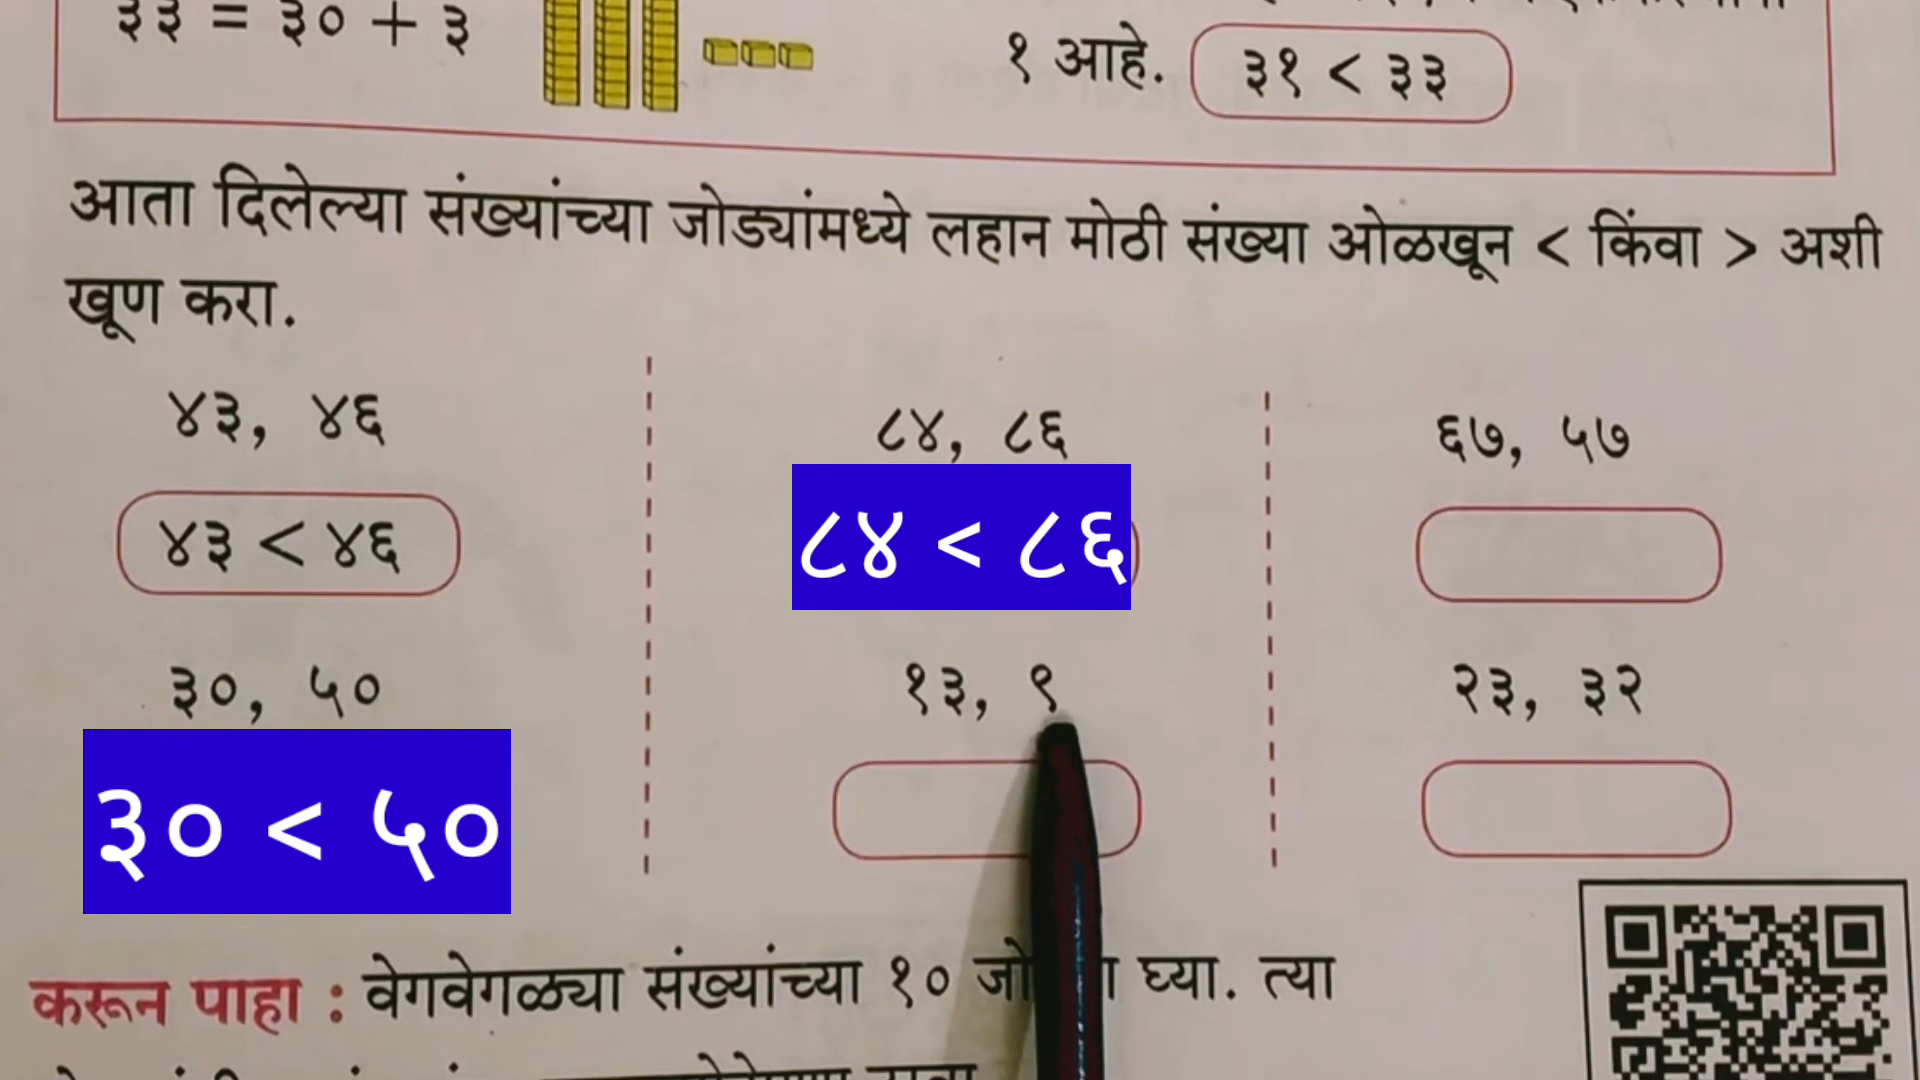 ३३ = ३० + ३
१ आहे. ३१ < ३३
आता दिलेल्या संख्यांच्या जोड्यांमध्ये लहान मोठी संख्या ओळखून < किंवा > अशी
खूण करा.
४३, ४६ ८४, ८६ ६७, ५७
४३ < ४६ ८४ < ८६
३०, ५० १३, ९ २३, ३२
३० < ५०
करून पाहा : वेगवेगळ्या संख्यांच्या १० घ्या. त्या